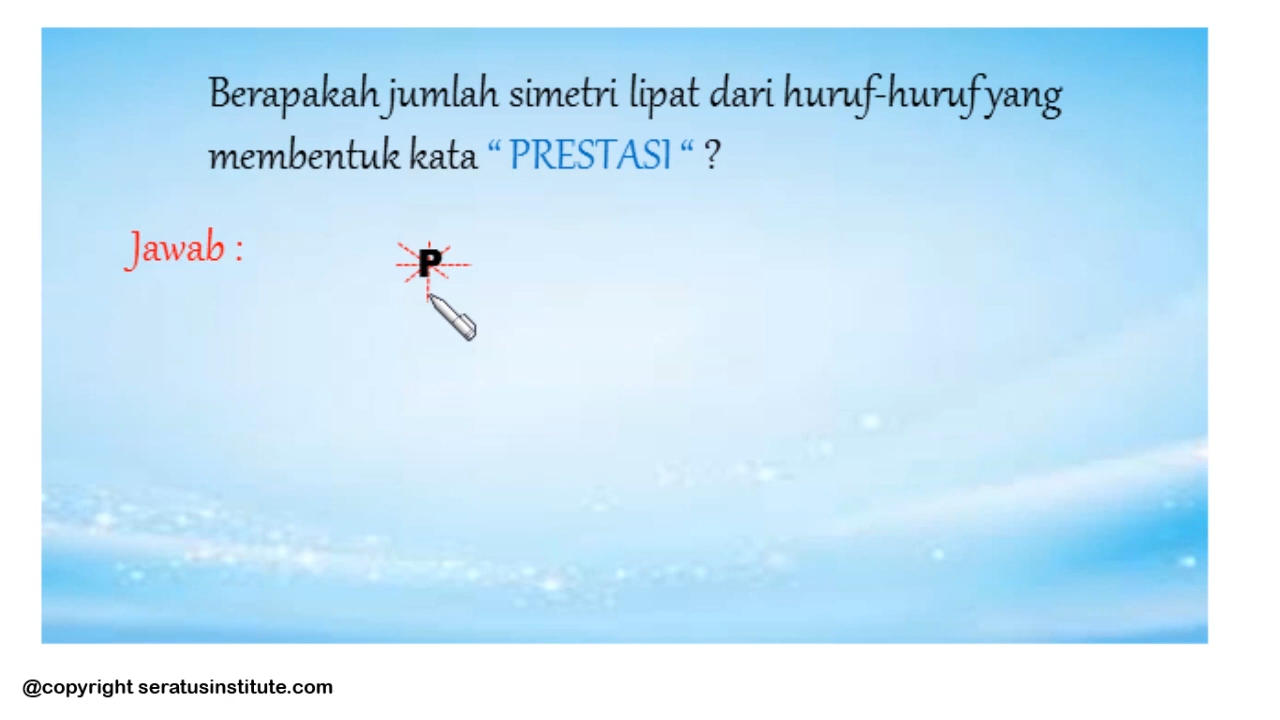 Berapakah jumlah simetri lipat dari huruf-huruf yang
membentuk kata “ PRESTASI “ ?
Jawab :
P
@copyright seratusinstitute.com